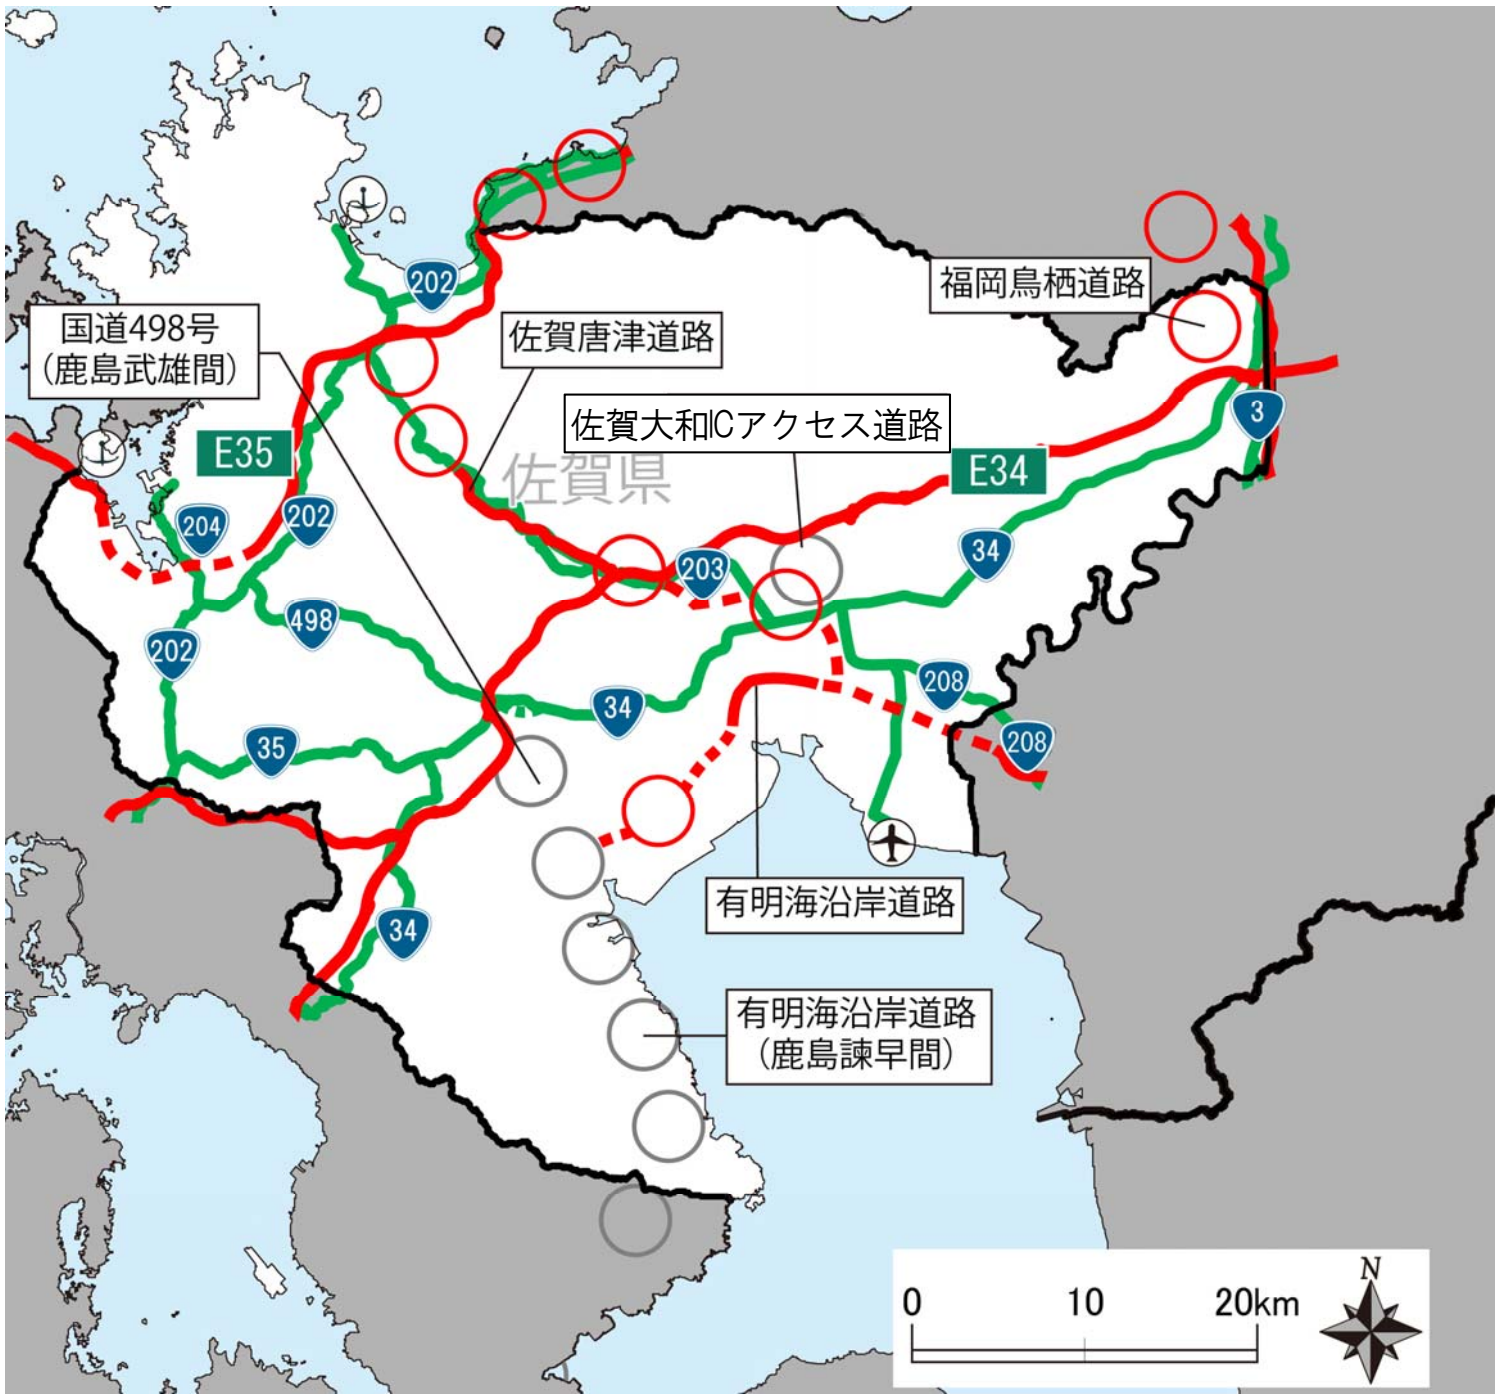 202
福岡鳥栖道路
国道498号
(鹿島武雄間)
佐賀唐津道路
佐賀大和ICアクセス道路
3
E35
佐賀県
E34
204
202
34
203
498
202
208
34
208
35
有明海沿岸道路
34
有明海沿岸道路
(鹿島諫早間)
N
0
10
20km